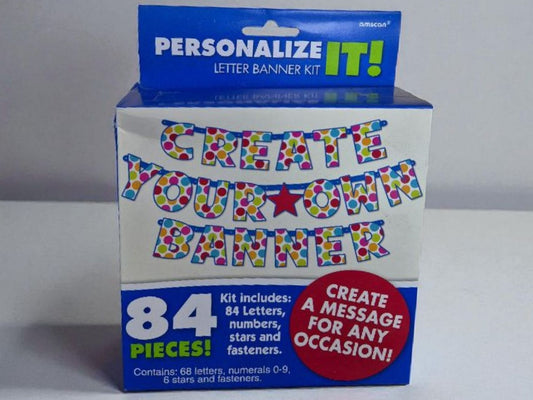 amscan®
PERSONALIZE IT!
LETTER BANNER KIT
CREATE
YOUR★OWN
BANNER
84
PIECES!
Kit includes:
84 Letters,
numbers,
stars and
fasteners.
Contains: 68 letters, numerals 0-9,
6 stars and fasteners.
CREATE
A MESSAGE
FOR ANY
OCCASION!